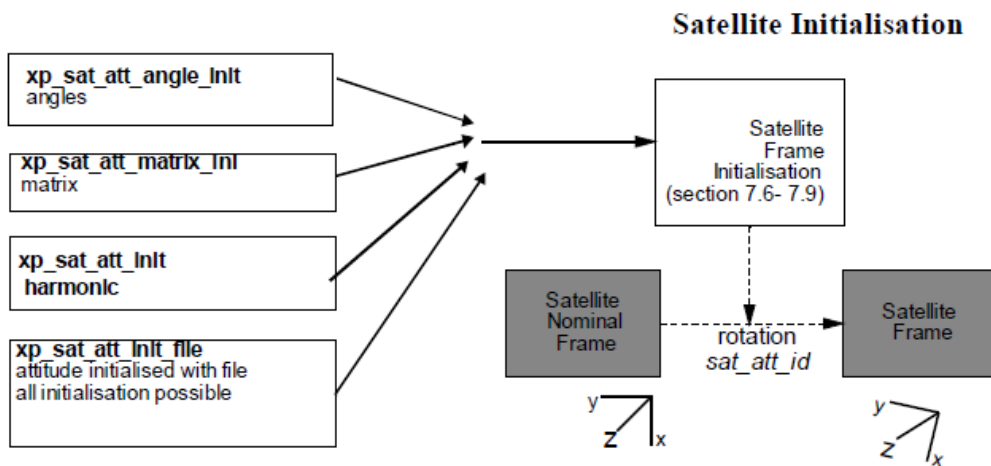 Satellite Initialisation
xp_sat_att_angle_init
angles
xp_sat_att_matrix_ini
matrix
xp_sat_att_init
harmonic
xp_sat_att_init_file
attitude initialised with file
all initialisation possible
Satellite
Frame
Initialisation
(section 7.6- 7.9)
Satellite
Nominal
Frame
rotation
sat_att_id
Satellite
Frame
y
z
x
y
z
x